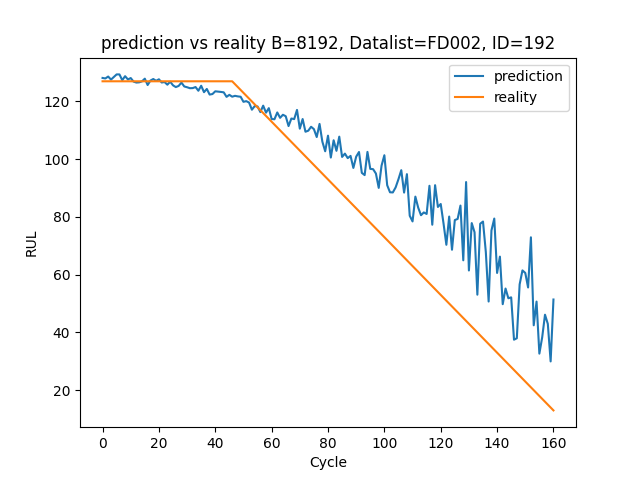 prediction vs reality B=8192, Datalist=FD002, ID=192
prediction
reality
RUL
120
100
80
60
40
20
0 20 40 60 80 100 120 140 160
Cycle